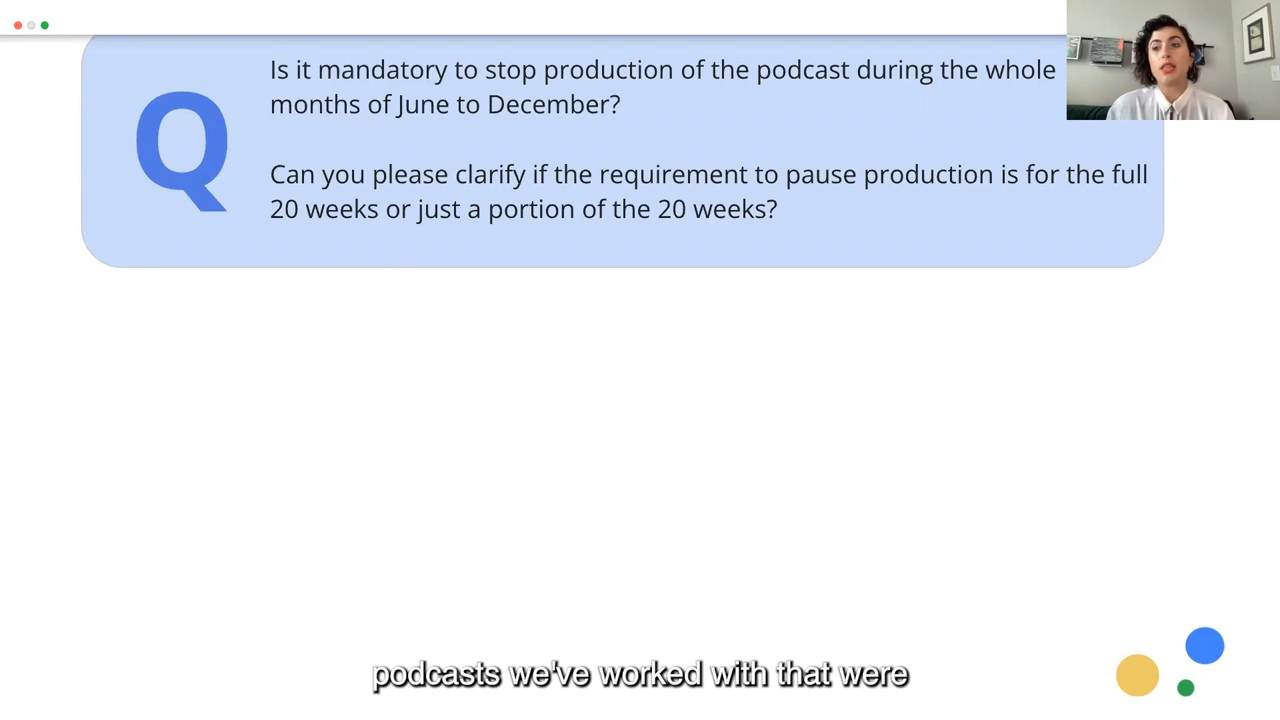 Q
Is it mandatory to stop production of the podcast during the whole
months of June to December?
Can you please clarify if the requirement to pause production is for the full
20 weeks or just a portion of the 20 weeks?
podcasts we've worked with that were